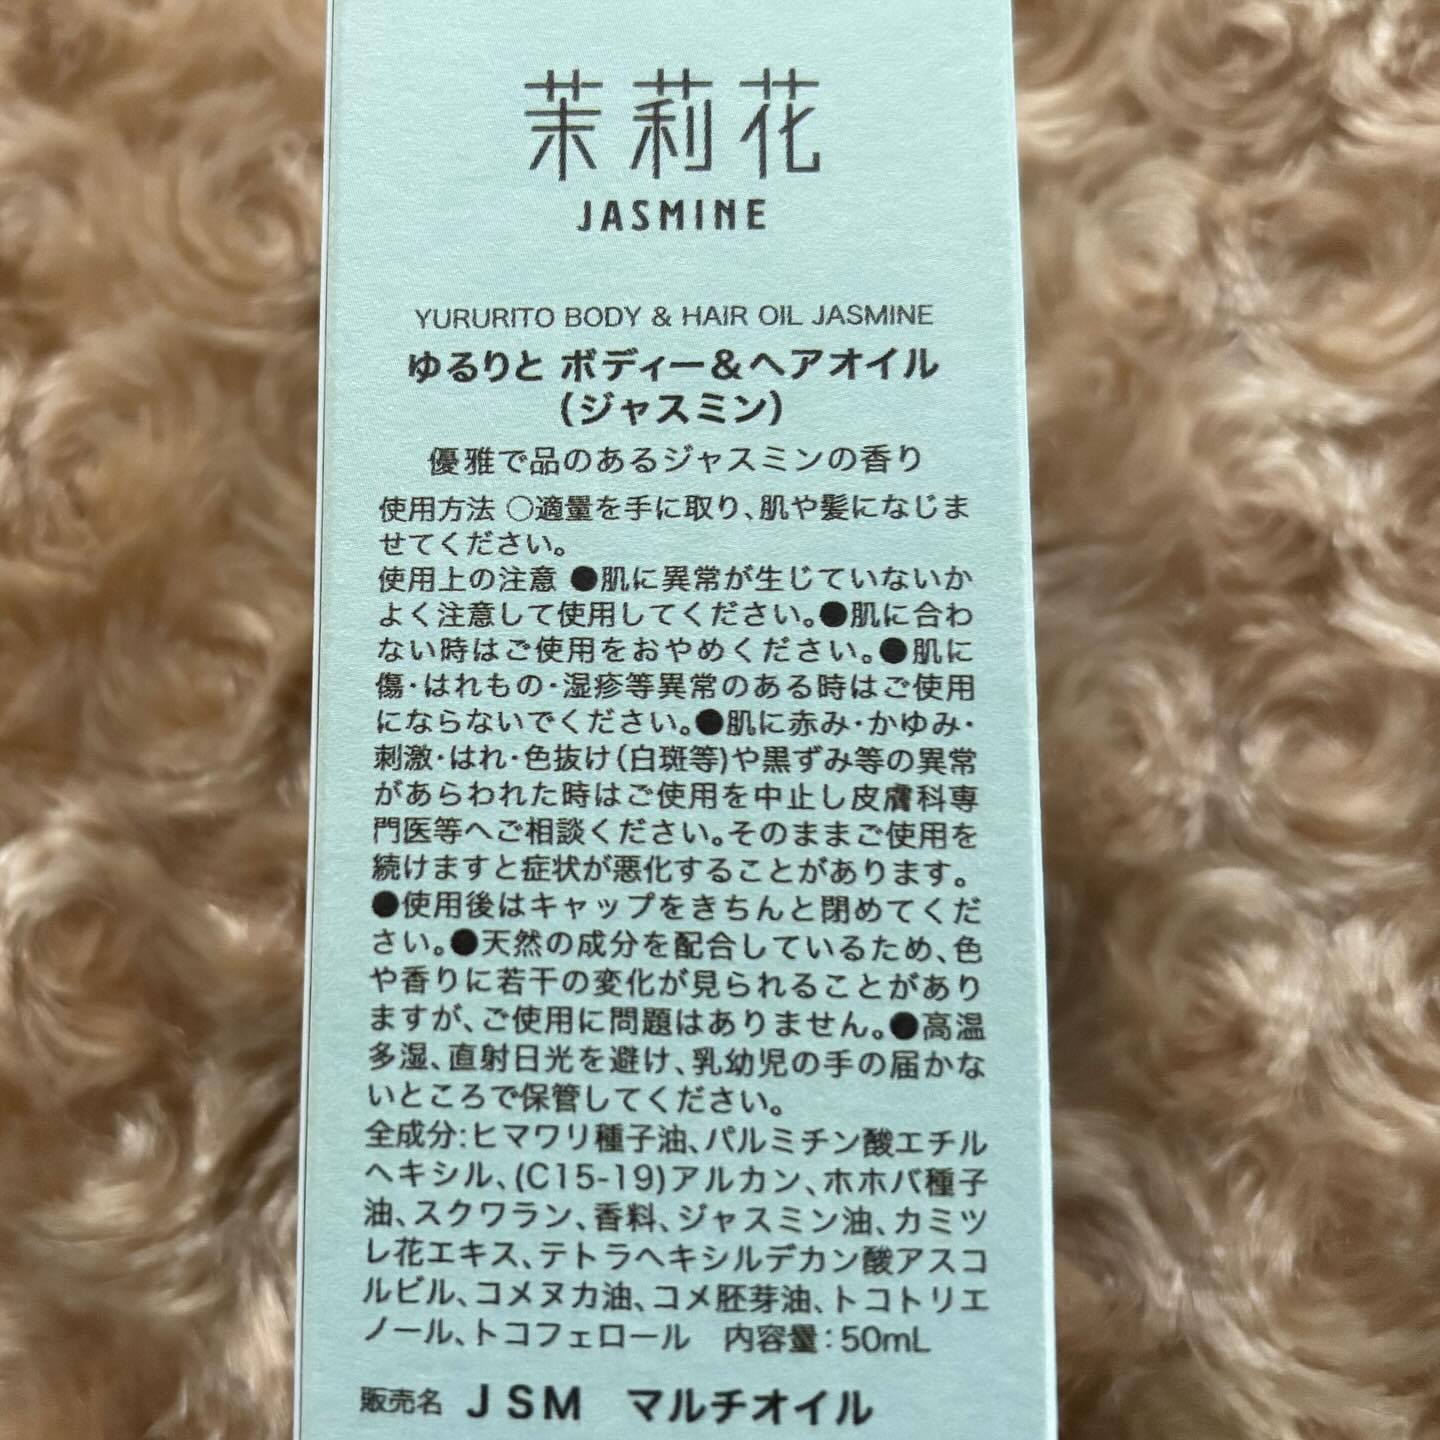 茉莉花
JASMINE
YURURITO BODY & HAIR OIL JASMINE
ゆるりと ボディー&ヘアオイル
(ジャスミン)
優雅で品のあるジャスミンの香り
使用方法 ○適量を手に取り、肌や髪になじま
せてください。
使用上の注意 ●肌に異常が生じていないか
よく注意して使用してください。●肌に合わ
ない時はご使用をおやめください。●肌に
傷・はれもの・湿疹等異常のある時はご使用
にならないでください。●肌に赤み・かゆみ・
刺激・はれ・色抜け(白斑等)や黒ずみ等の異常
があらわれた時はご使用を中止し皮膚科専
門医等へご相談ください。そのままご使用を
続けますと症状が悪化することがあります。
●使用後はキャップをきちんと閉めてくだ
さい。●天然の成分を配合しているため、色
や香りに若干の変化が見られることがあり
ますが、ご使用に問題はありません。●高温
多湿、直射日光を避け、乳幼児の手の届かな
いところで保管してください。
全成分:ヒマワリ種子油、パルミチン酸エチル
ヘキシル、(C15-19)アルカン、ホホバ種子
油、スクワラン、香料、ジャスミン油、カミツ
レ花エキス、テトラヘキシルデカン酸アスコ
ルビル、コメヌカ油、コメ胚芽油、トコトリエ
ノール、トコフェロール 内容量:50mL
販売名 JSM マルチオイル